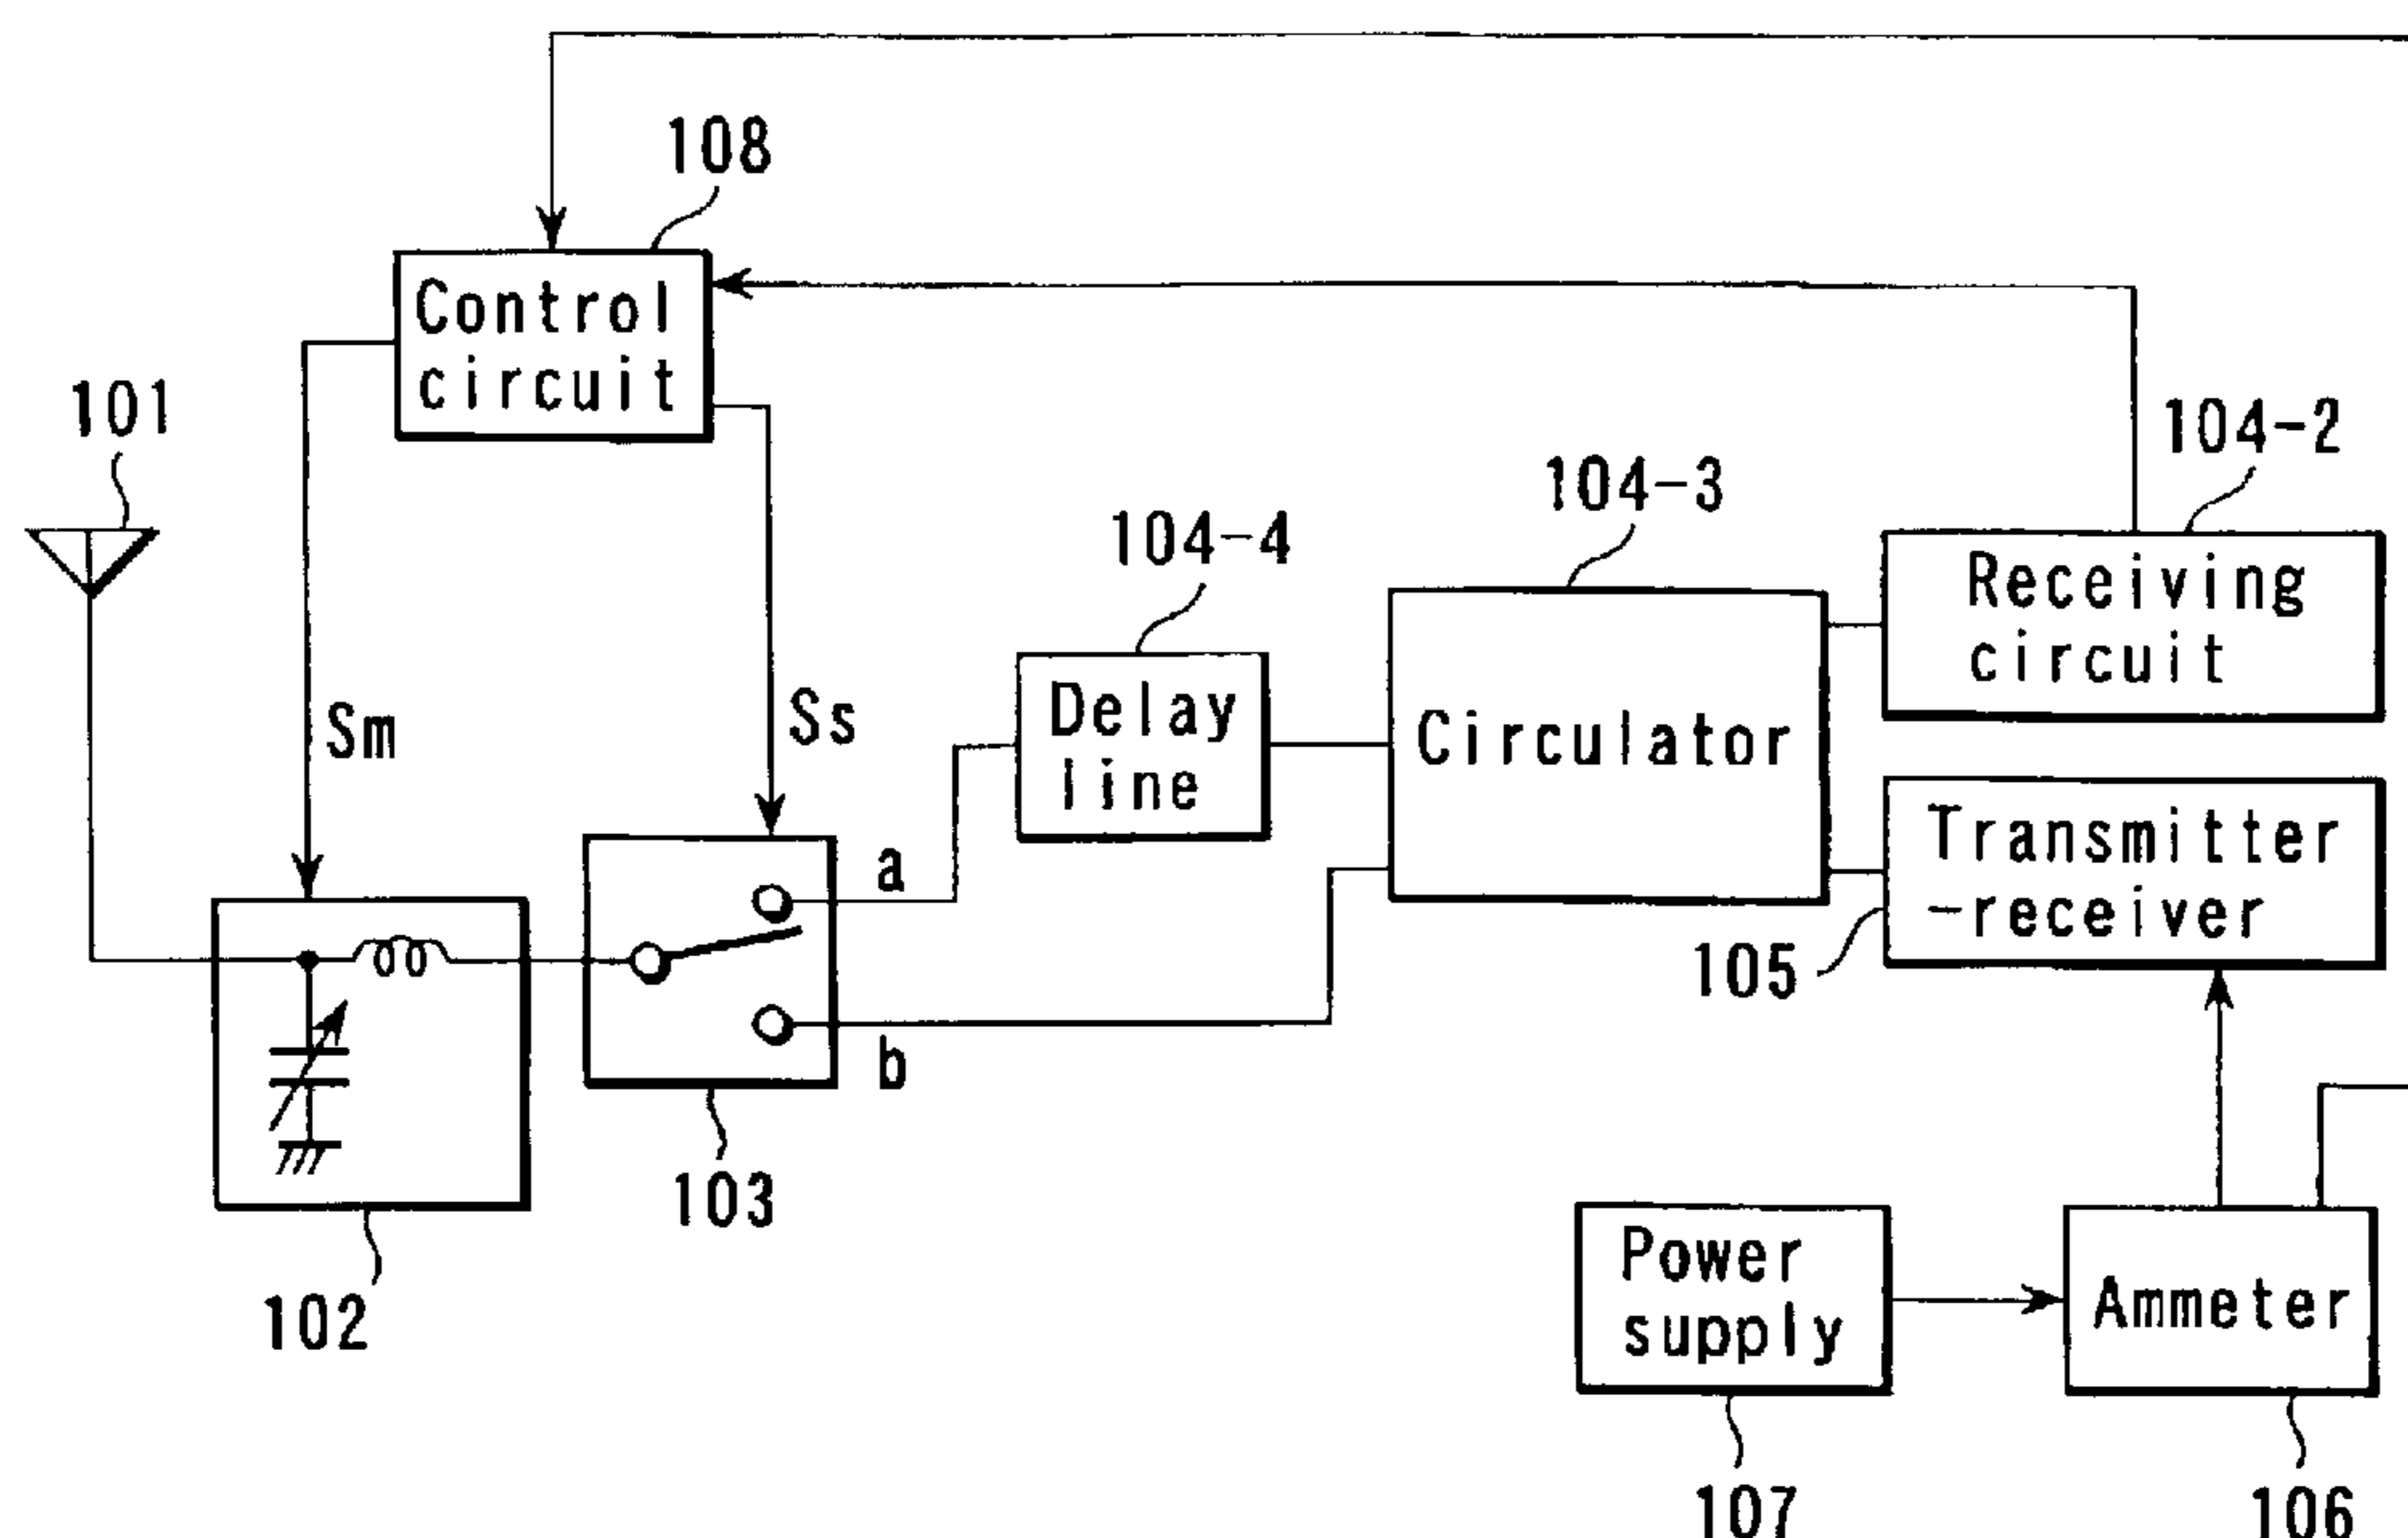 108
Control
circuit
101
104-2
104-3
104-4
Receiving
circuit
Sm
Ss
Delay
line
Circulator
Transmitter
-receiver
a
105
b
103
102
Power
supply
Ammeter
107
106